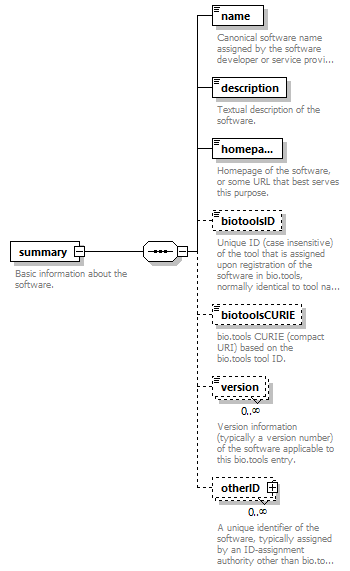 name
Canonical software name
assigned by the software
developer or service provi...
description
Textual description of the
software.
homepa...
Homepage of the software,
or some URL that best serves
this purpose.
biotoolsID
Unique ID (case insensitive)
of the tool that is assigned
upon registration of the
software in bio.tools,
normally identical to tool na...
summary
Basic information about the
software.
biotoolsCURIE
bio.tools CURIE (compact
URI) based on the
bio.tools tool ID.
version
0..∞
Version information
(typically a version number)
of the software applicable to
this bio.tools entry.
otherID
0..∞
A unique identifier of the
software, typically assigned
by an ID-assignment
authority other than bio.to...